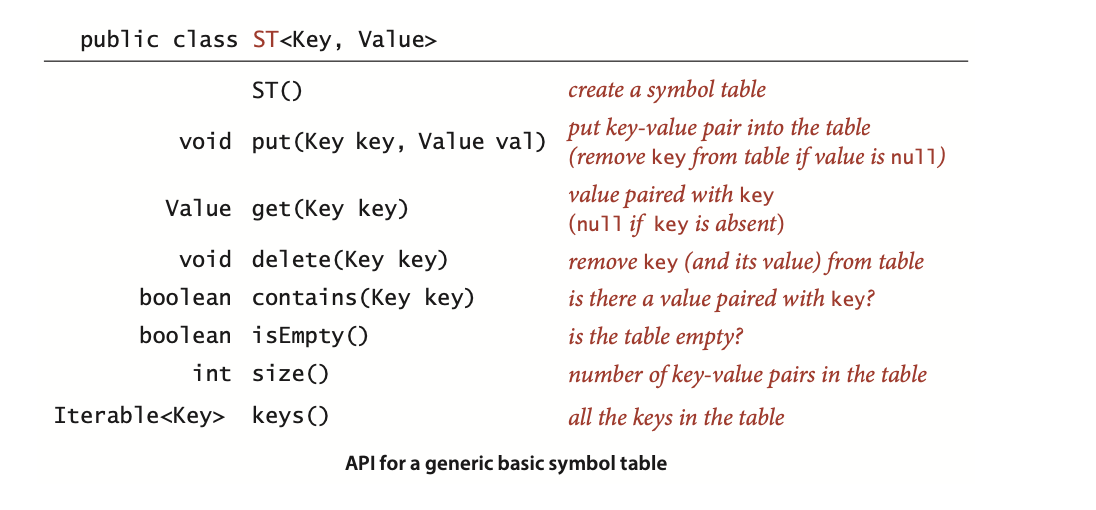 public class ST<Key, Value>
ST() create a symbol table
void put(Key key, Value val) put key-value pair into the table
(remove key from table if value is null)
Value get(Key key) value paired with key
(null if key is absent)
void delete(Key key) remove key (and its value) from table
boolean contains(Key key) is there a value paired with key?
boolean isEmpty() is the table empty?
int size() number of key-value pairs in the table
Iterable<Key> keys() all the keys in the table
API for a generic basic symbol table